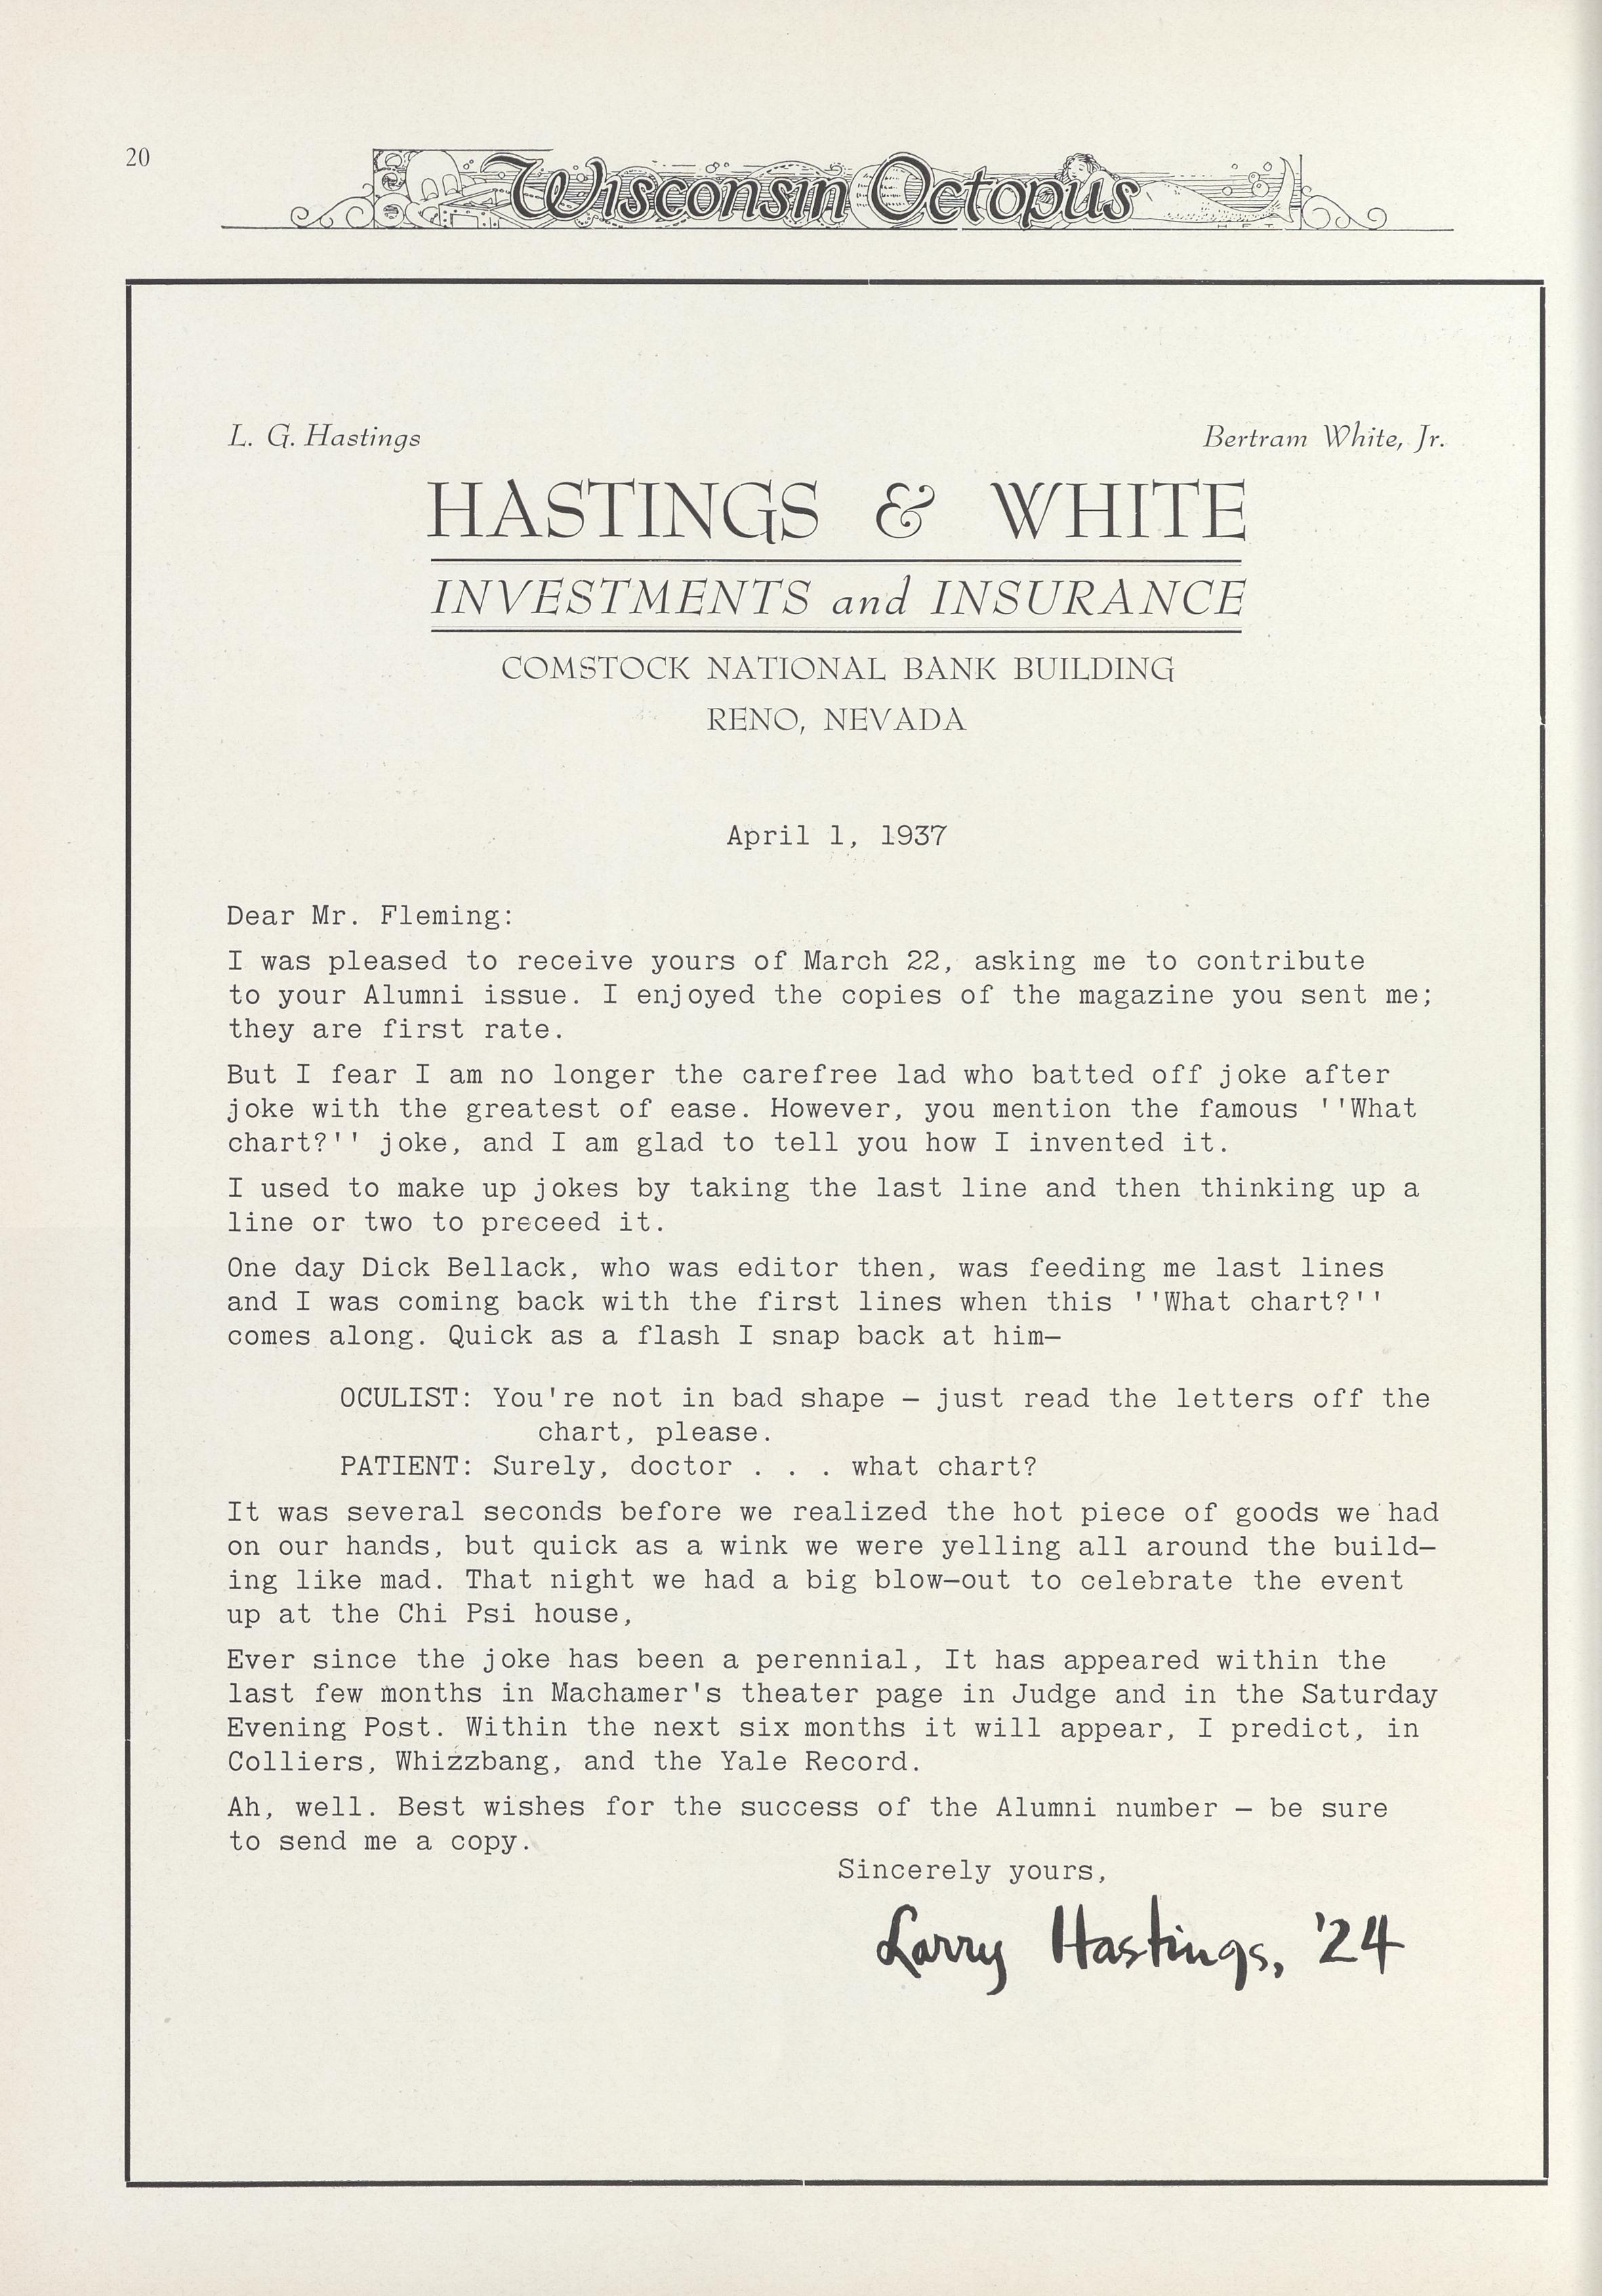 20
Wisconsin Octopus
L. G. Hastings
Bertram White, Jr.
HASTINGS & WHITE
INVESTMENTS and INSURANCE
COMSTOCK NATIONAL BANK BUILDING
RENO, NEVADA
April 1, 1937
Dear Mr. Fleming:
I was pleased to receive yours of March 22, asking me to contribute
to your Alumni issue. I enjoyed the copies of the magazine you sent me;
they are first rate.
But I fear I am no longer the carefree lad who batted off joke after
joke with the greatest of ease. However, you mention the famous ''What
chart?'' joke, and I am glad to tell you how I invented it.
I used to make up jokes by taking the last line and then thinking up a
line or two to preceed it.
One day Dick Bellack, who was editor then, was feeding me last lines
and I was coming back with the first lines when this ''What chart?''
comes along. Quick as a flash I snap back at him—
OCULIST: You're not in bad shape — just read the letters off the
chart, please.
PATIENT: Surely, doctor . . . what chart?
It was several seconds before we realized the hot piece of goods we had
on our hands, but quick as a wink we were yelling all around the build—
ing like mad. That night we had a big blow—out to celebrate the event
up at the Chi Psi house,
Ever since the joke has been a perennial, It has appeared within the
last few months in Machamer's theater page in Judge and in the Saturday
Evening Post. Within the next six months it will appear, I predict, in
Colliers, Whizzbang, and the Yale Record.
Ah, well. Best wishes for the success of the Alumni number — be sure
to send me a copy.
Sincerely yours,
Larry Hastings, '24